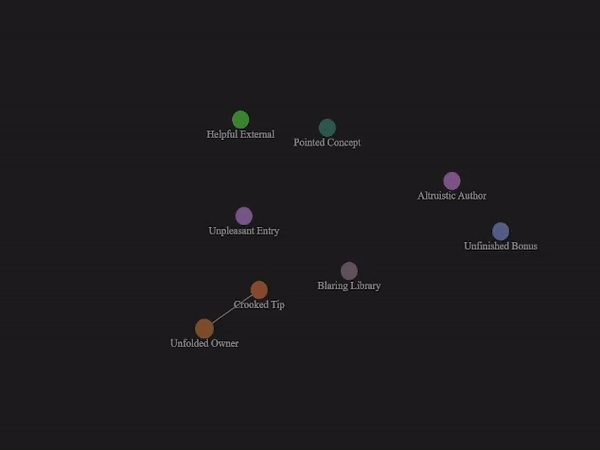 Helpful External
Pointed Concept
Altruistic Author
Unpleasant Entry
Unfinished Bonus
Blaring Library
Crooked Tip
Unfolded Owner